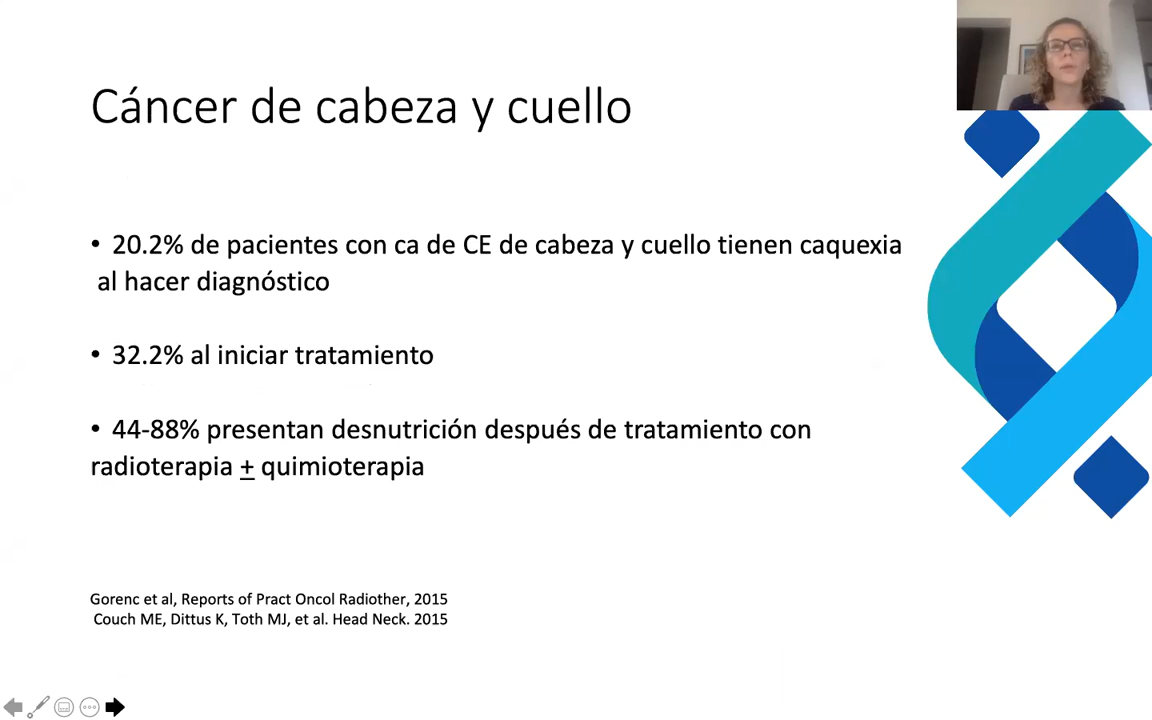 Cáncer de cabeza y cuello
• 20.2% de pacientes con ca de CE de cabeza y cuello tienen caquexia
al hacer diagnóstico
• 32.2% al iniciar tratamiento
• 44-88% presentan desnutrición después de tratamiento con
radioterapia ± quimioterapia
Gorenc et al, Reports of Pract Oncol Radiother, 2015
Couch ME, Dittus K, Toth MJ, et al. Head Neck. 2015